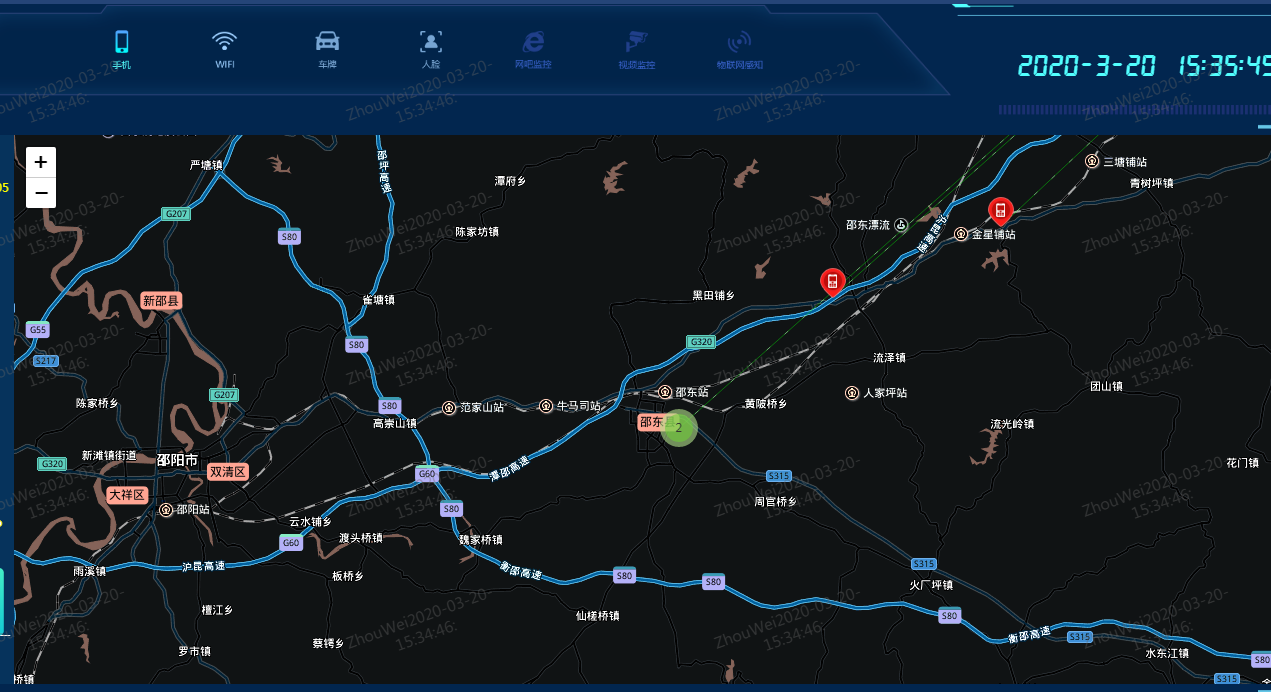 手机
WIFI
车牌
人脸
网吧监控
视频监控
物联网感知
2020-3-20 15:35:45
ZhouWei2020-03-20-
15:34:46:
05
+
−
严塘镇
邵坪高速
潭府乡
三塘铺站
青树坪镇
G207
S80
陈家坊镇
邵东漂流
沪昆高速
金星铺站
新邵县
雀塘镇
黑田铺乡
G55
S217
S80
G320
流泽镇
团山镇
G207
陈家桥乡
S80
范家山站
牛马司站
邵东站
黄陂桥乡
人家坪站
高崇山镇
邵东县
2
流光岭镇
新滩镇街道
邵阳市
双清区
G320
G60
潭邵高速
S315
花门镇
大祥区
邵阳站
云水铺乡
S80
周官桥乡
G60
渡头桥镇
魏家桥镇
雨溪镇
沪昆高速
板桥乡
衡邵高速
S80
S80
S315
火厂坪镇
檀江乡
仙槎桥镇
S80
蔡锷乡
衡邵高速
S315
罗市镇
水东江镇
S80
桥镇
S315